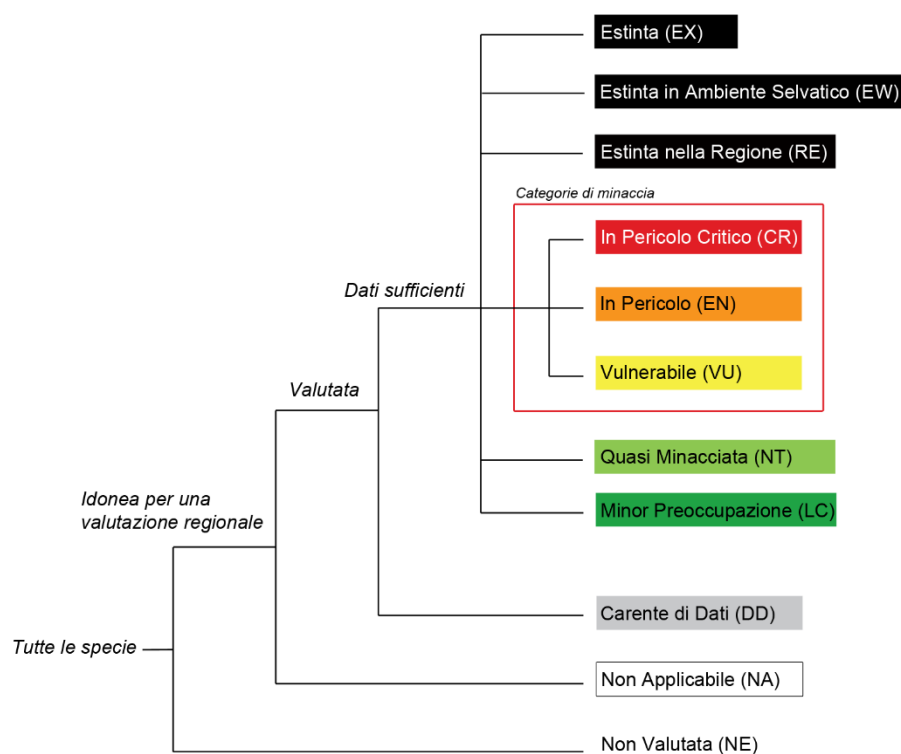 Estinta (EX)
Estinta in Ambiente Selvatico (EW)
Estinta nella Regione (RE)
Categorie di minaccia
In Pericolo Critico (CR)
Dati sufficienti
In Pericolo (EN)
Vulnerabile (VU)
Valutata
Quasi Minacciata (NT)
Idonea per una
valutazione regionale
Minor Preoccupazione (LC)
Carente di Dati (DD)
Tutte le specie
Non Applicabile (NA)
Non Valutata (NE)